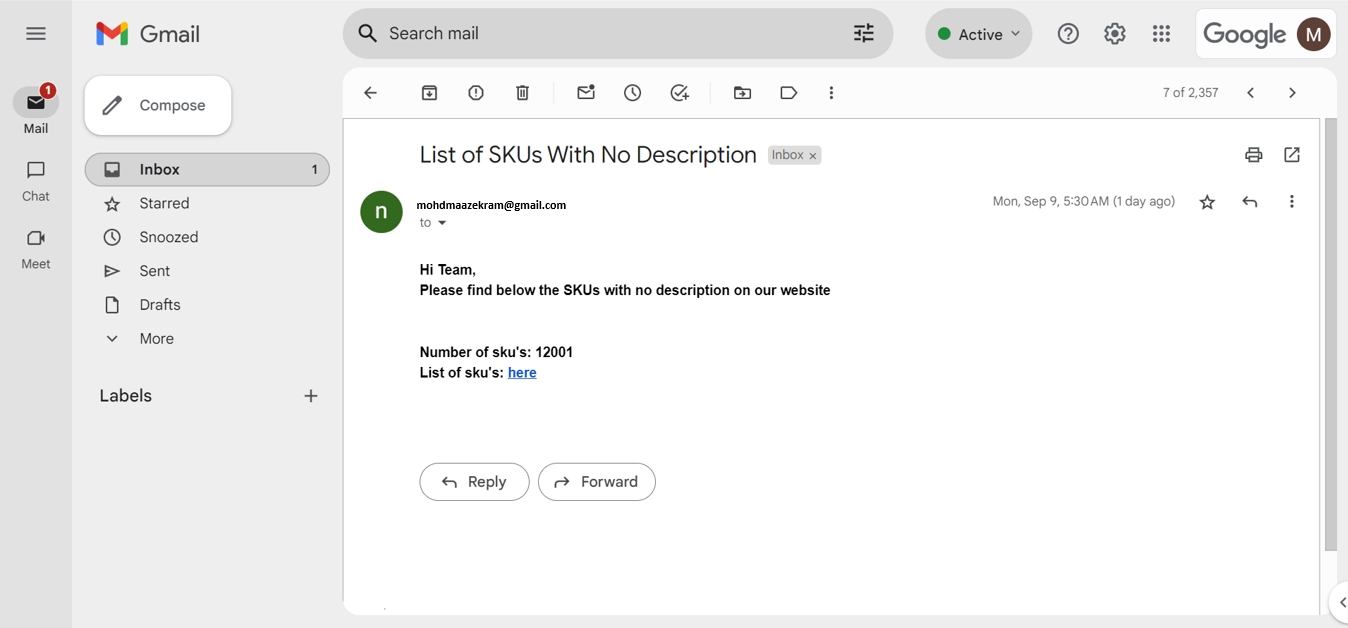 Gmail
Search mail
Active
Google
M
1
Mail
Chat
Meet
Compose
Inbox 1
Starred
Snoozed
Sent
Drafts
More
Labels
7 of 2,357
List of SKUs With No Description Inbox x
n
mohdmaazekram@gmail.com
Mon, Sep 9, 5:30 AM (1 day ago)
to
Hi Team,
Please find below the SKUs with no description on our website
Number of sku's: 12001
List of sku's: here
Reply
Forward